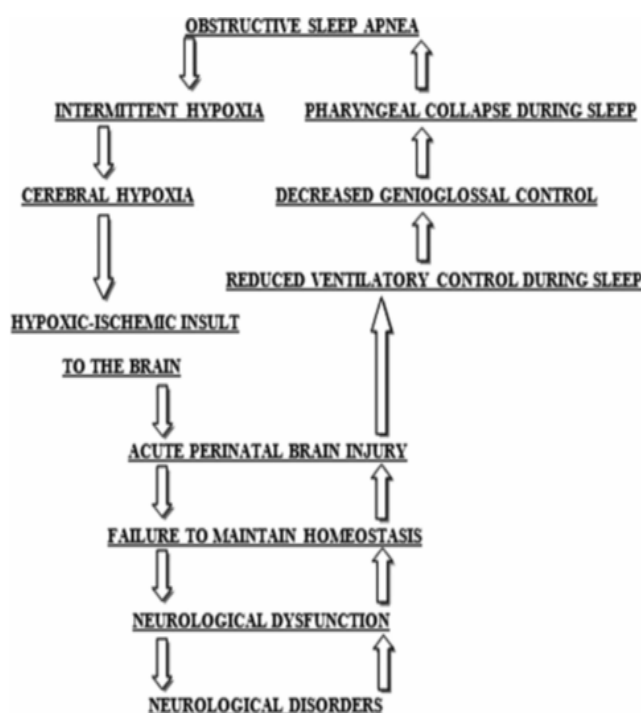 OBSTRUCTIVE SLEEP APNEA
INTERMITTENT HYPOXIA
PHARYNGEAL COLLAPSE DURING SLEEP
CEREBRAL HYPOXIA
DECREASED GENIOGLOSSAL CONTROL
REDUCED VENTILATORY CONTROL DURING SLEEP
HYPOXIC-ISCHEMIC INSULT
TO THE BRAIN
ACUTE PERINATAL BRAIN INJURY
FAILURE TO MAINTAIN HOMEOSTASIS
NEUROLOGICAL DYSFUNCTION
NEUROLOGICAL DISORDERS